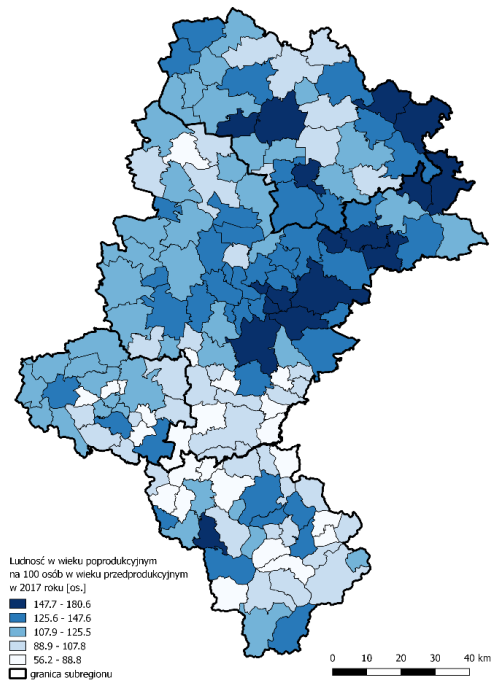 Ludność w wieku poprodukcyjnym
na 100 osób w wieku przedprodukcyjnym
w 2017 roku [os.]
147.7 - 180.6
125.6 - 147.6
107.9 - 125.5
88.9 - 107.8
56.2 - 88.8
granica subregionu
0 10 20 30 40 km